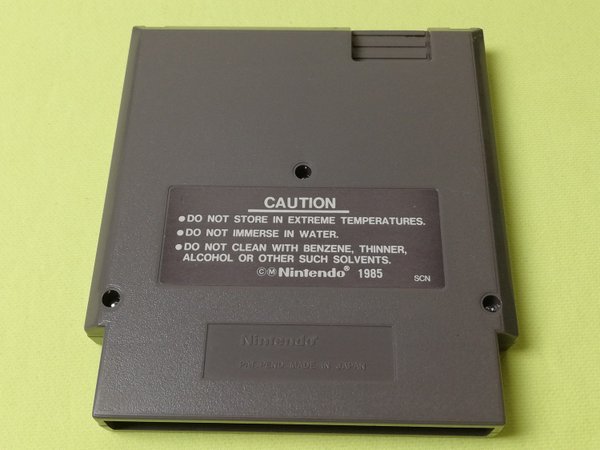 CAUTION
●DO NOT STORE IN EXTREME TEMPERATURES.
●DO NOT IMMERSE IN WATER.
●DO NOT CLEAN WITH BENZENE, THINNER,
ALCOHOL OR OTHER SUCH SOLVENTS.
©Ⓜ Nintendo® 1985
SCN
Nintendo
PAT-PEND-MADE IN JAPAN